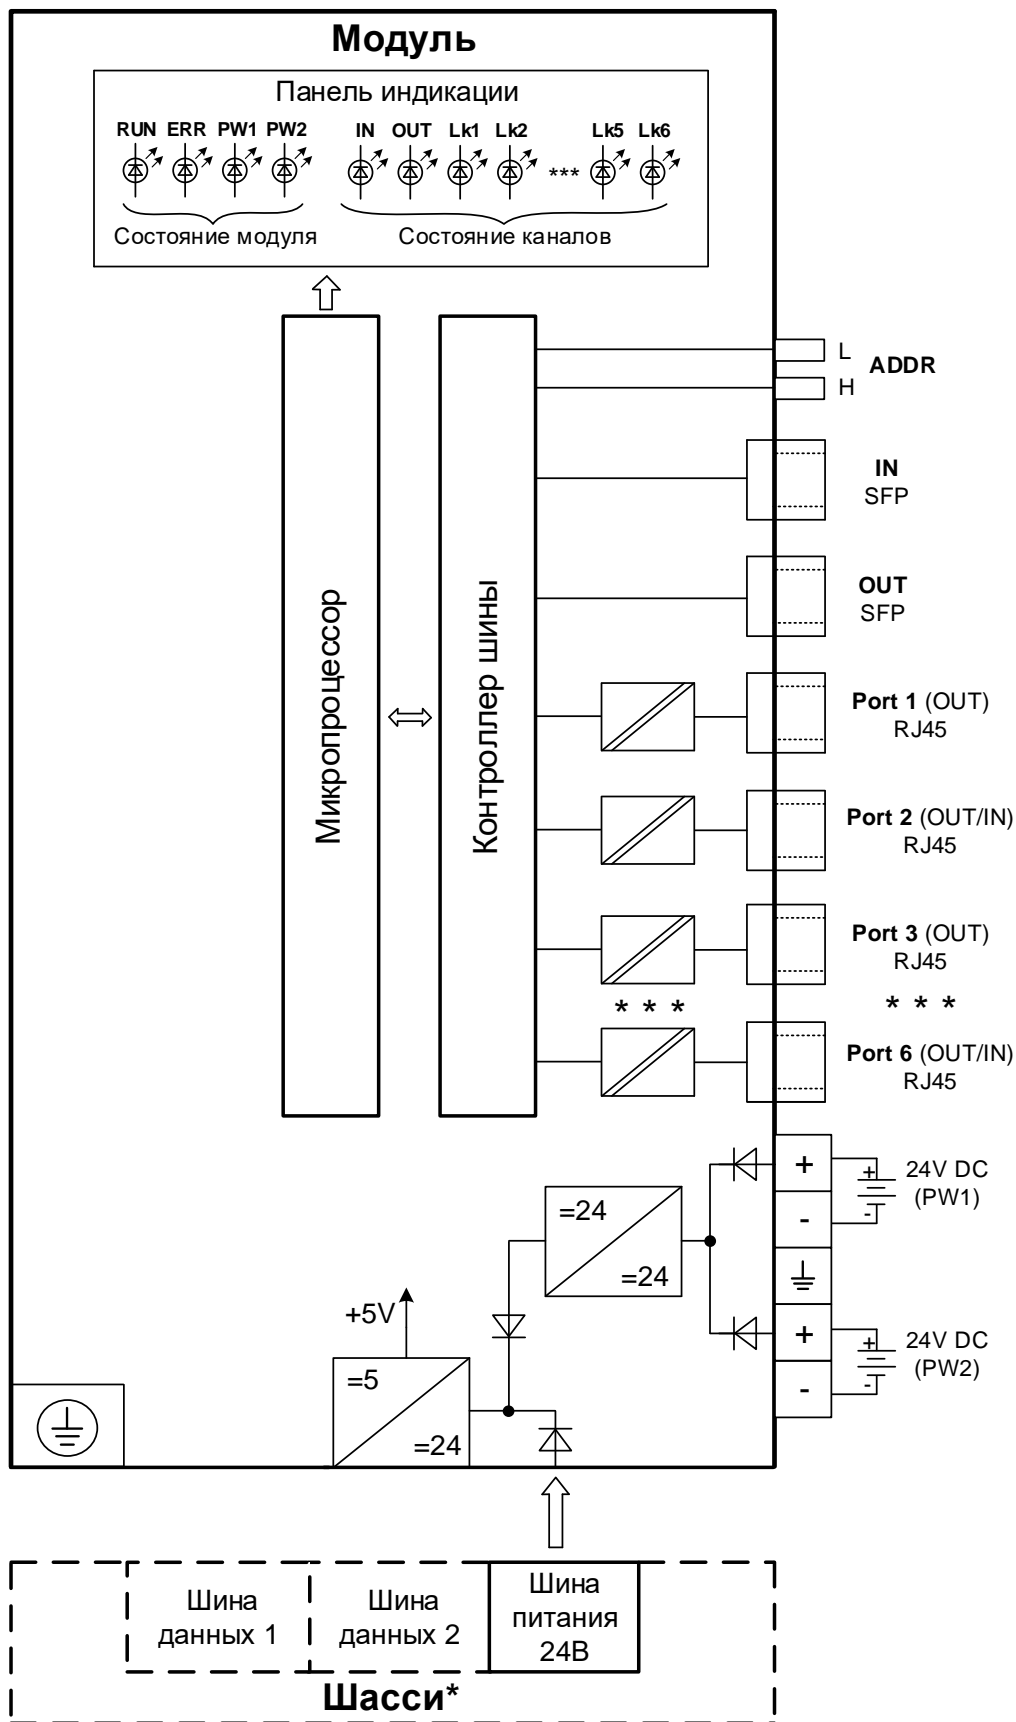 Модуль
Панель индикации
RUN ERR PW1 PW2 IN OUT Lk1 Lk2 *** Lk5 Lk6
Состояние модуля Состояние каналов
Микропроцессор
Контроллер шины
L
ADDR
H
IN
SFP
OUT
SFP
Port 1 (OUT)
RJ45
Port 2 (OUT/IN)
RJ45
Port 3 (OUT)
RJ45
* * * * * *
Port 6 (OUT/IN)
RJ45
+
-
+
-
24V DC
(PW1)
=24
=24
+
-
+
-
24V DC
(PW2)
+5V
=5
=24
Шина
данных 1
Шина
данных 2
Шина
питания
24В
Шасси*